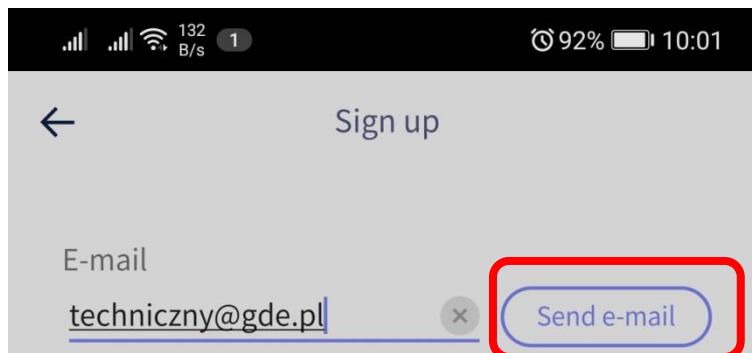 132
B/s
1
92%
10:01
Sign up
E-mail
techniczny@gde.pl
Send e-mail